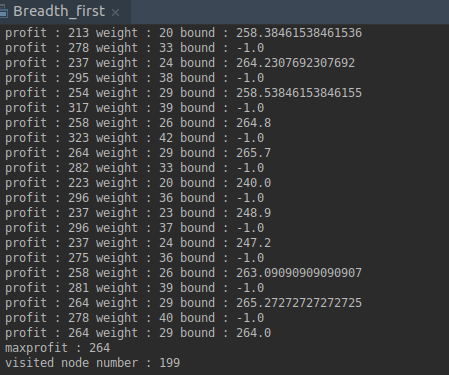 Breadth_first ×
profit : 213 weight : 20 bound : 258.38461538461536
profit : 278 weight : 33 bound : -1.0
profit : 237 weight : 24 bound : 264.2307692307692
profit : 295 weight : 38 bound : -1.0
profit : 254 weight : 29 bound : 258.53846153846155
profit : 317 weight : 39 bound : -1.0
profit : 258 weight : 26 bound : 264.8
profit : 323 weight : 42 bound : -1.0
profit : 264 weight : 29 bound : 265.7
profit : 282 weight : 33 bound : -1.0
profit : 223 weight : 20 bound : 240.0
profit : 296 weight : 36 bound : -1.0
profit : 237 weight : 23 bound : 248.9
profit : 296 weight : 37 bound : -1.0
profit : 237 weight : 24 bound : 247.2
profit : 275 weight : 36 bound : -1.0
profit : 258 weight : 26 bound : 263.09090909090907
profit : 281 weight : 39 bound : -1.0
profit : 264 weight : 29 bound : 265.27272727272725
profit : 278 weight : 40 bound : -1.0
profit : 264 weight : 29 bound : 264.0
maxprofit : 264
visited node number : 199